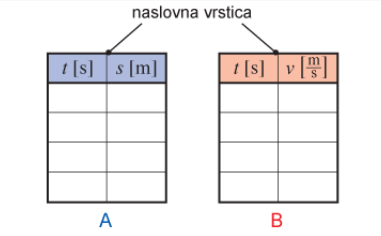 naslovna vrstica
t [s] s [m] t [s] v [m/s]
A B